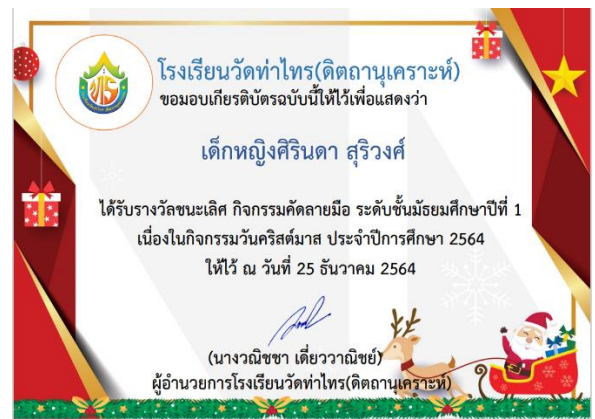 โรงเรียนวัดท่าไทร(ดิตถานุเคราะห์)
ขอมอบเกียรติบัตรฉบับนี้ให้ไว้เพื่อแสดงว่า
เด็กหญิงศิรินดา สุริวงศ์
ได้รับรางวัลชนะเลิศ กิจกรรมคัดลายมือ ระดับชั้นมัธยมศึกษาปีที่ 1
เนื่องในกิจกรรมวันคริสต์มาส ประจำปีการศึกษา 2564
ให้ไว้ ณ วันที่ 25 ธันวาคม 2564
(นางวณิชชา เดี่ยววาณิชย์)
ผู้อำนวยการโรงเรียนวัดท่าไทร(ดิตถานุเคราะห์)